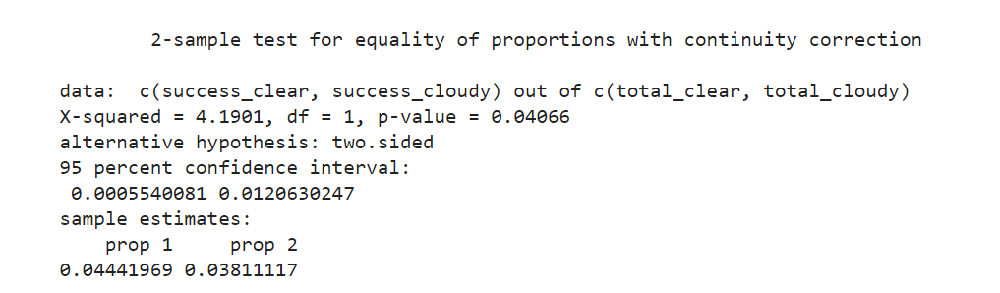 2-sample test for equality of proportions with continuity correction
data:  c(success_clear, success_cloudy) out of c(total_clear, total_cloudy)
X-squared = 4.1901, df = 1, p-value = 0.04066
alternative hypothesis: two.sided
95 percent confidence interval:
 0.0005540081 0.0120630247
sample estimates:
    prop 1     prop 2
0.04441969 0.03811117